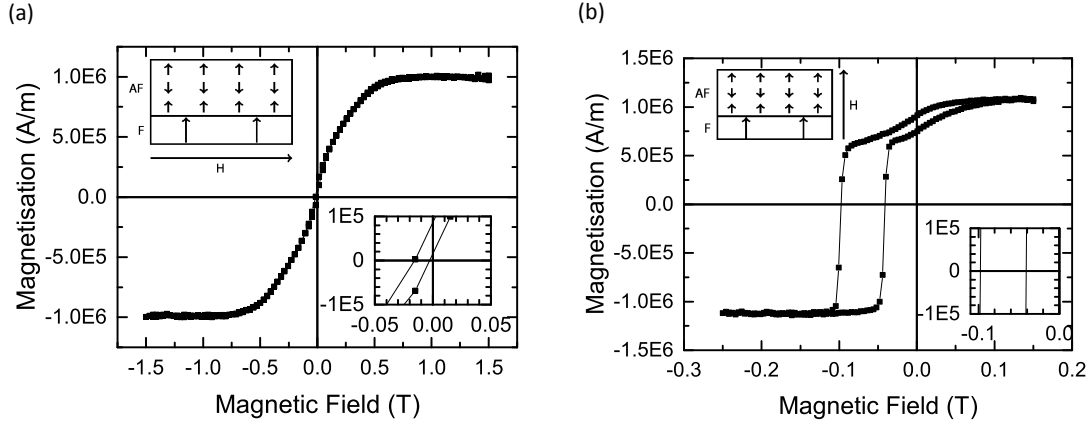 (a)
1.0E6
5.0E5
0.0
-5.0E5
-1.0E6
Magnetisation (A/m)
-1.5 -1.0 -0.5 0.0 0.5 1.0 1.5
Magnetic Field (T)
AF
F
H
1E5
0
-1E5
-0.05 0.00 0.05
(b)
1.5E6
1.0E6
5.0E5
0.0
-5.0E5
-1.0E6
-1.5E6
Magnetisation (A/m)
-0.3 -0.2 -0.1 0.0 0.1 0.2
Magnetic Field (T)
AF
F
H
1E5
0
-1E5
-0.1 0.0